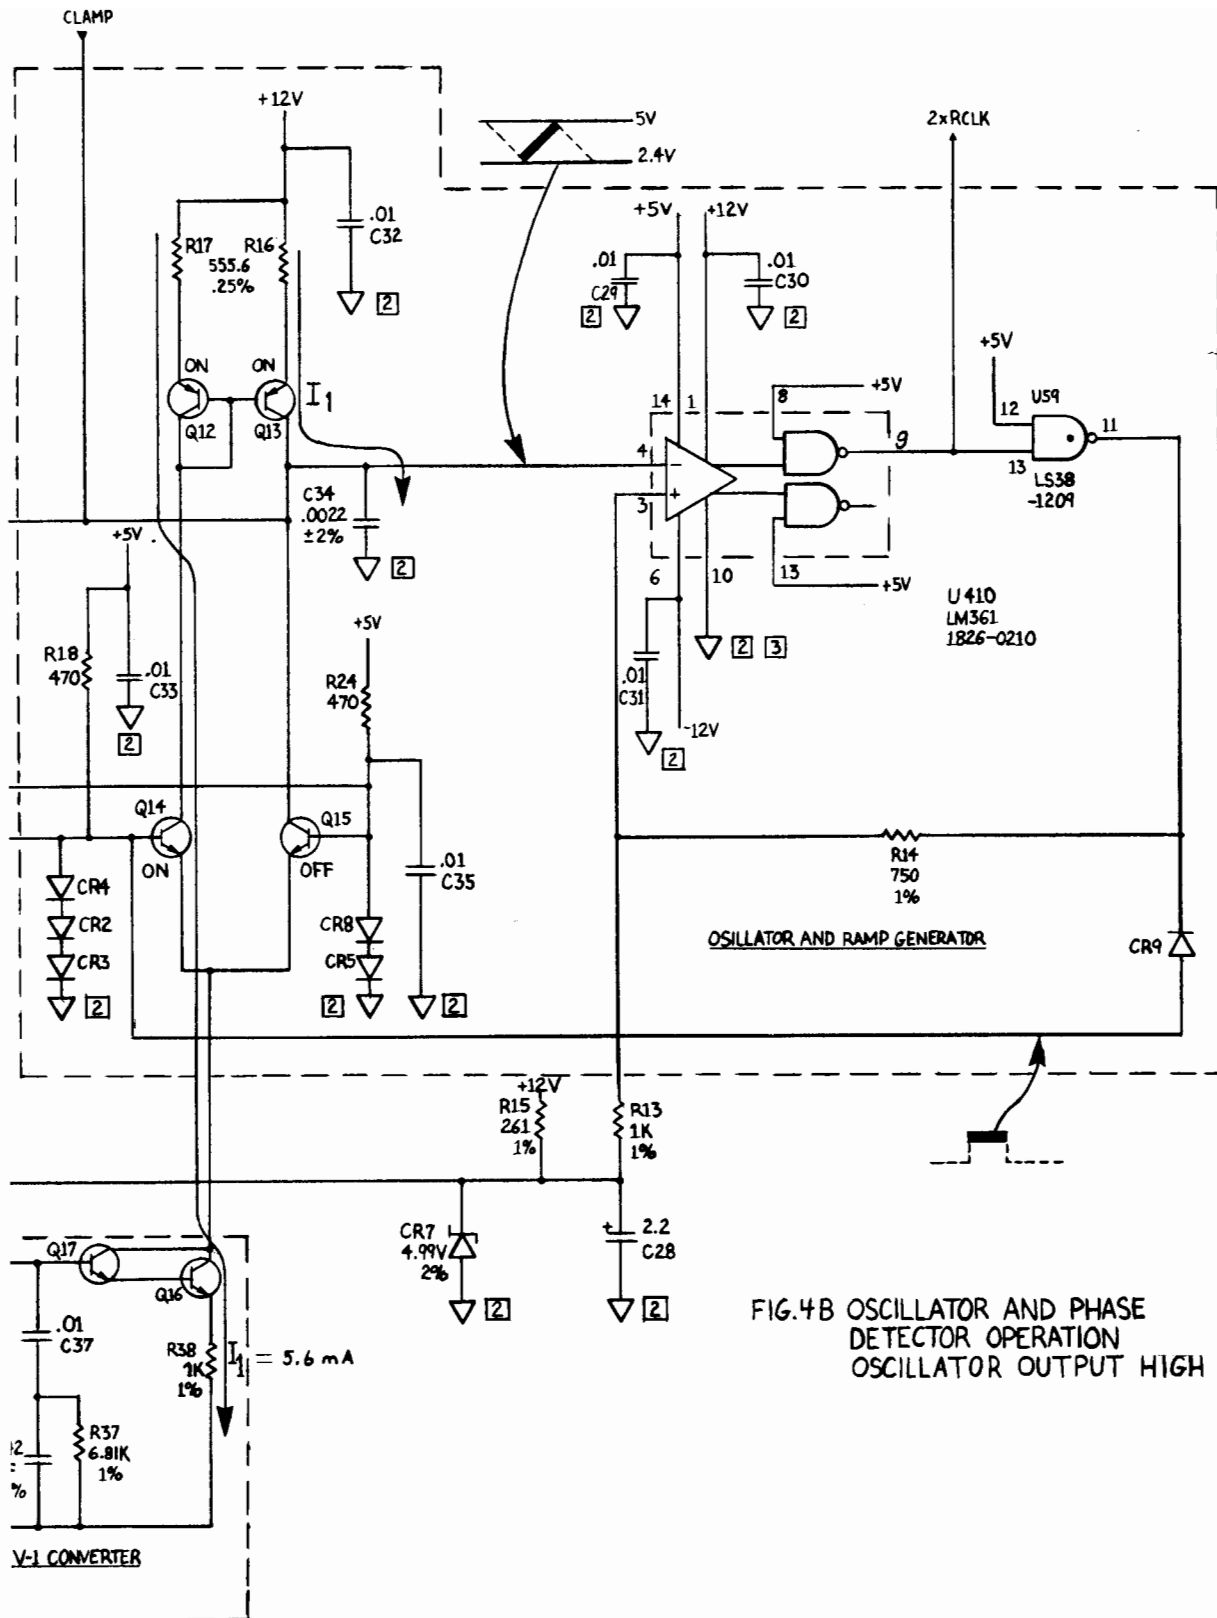 CLAMP
+12V
5V
2.4V
2xRCLK
.01
C32
2
R17
R16
555.6
.25%
+5V
+12V
.01
C29
2
.01
C30
2
ON
ON
I1
Q12
Q13
+5V
U59
12
11
13
LS38
-1209
14
1
8
+5V
9
4
3
6
10
13
+5V
C34
.0022
±2%
2
+5V
U410
LM361
1826-0210
2
3
.01
C31
-12V
2
R18
470
.01
C33
2
+5V
R24
470
Q14
ON
Q15
OFF
.01
C35
2
CR4
CR2
CR3
2
CR8
CR5
2
R14
750
1%
OSILLATOR AND RAMP GENERATOR
CR9
+12V
R15
261
1%
R13
1K
1%
CR7
4.99V
2%
2
+
2.2
C28
2
Q17
Q16
.01
C37
R38
1K
1%
I1 = 5.6 mA
R37
6.81K
1%
2
%
V-I CONVERTER
FIG.4B OSCILLATOR AND PHASE
DETECTOR OPERATION
OSCILLATOR OUTPUT HIGH